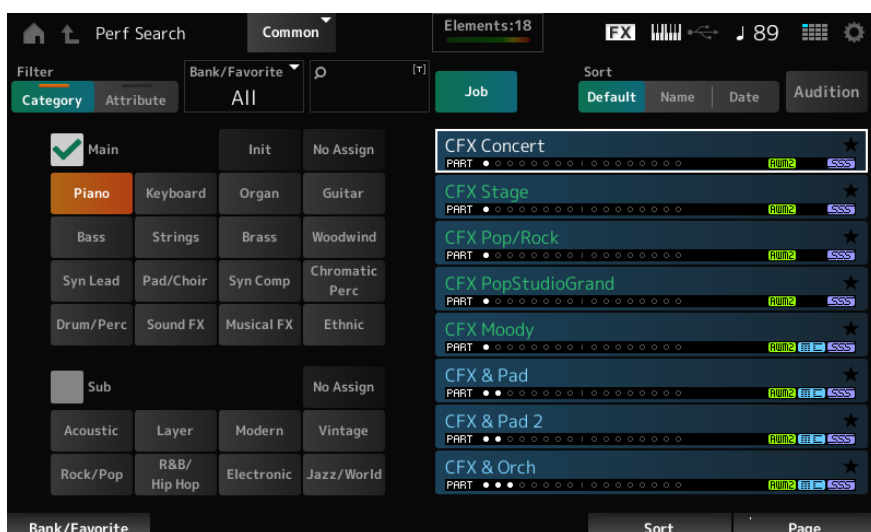 Perf Search
Common
Elements:18
FX
♩ 89
Filter
Category
Attribute
Bank/Favorite
All
[T]
Job
Sort
Default
Name
Date
Audition
Main
Init
No Assign
Piano
Keyboard
Organ
Guitar
Bass
Strings
Brass
Woodwind
Syn Lead
Pad/Choir
Syn Comp
Chromatic
Perc
Drum/Perc
Sound FX
Musical FX
Ethnic
Sub
No Assign
Acoustic
Layer
Modern
Vintage
Rock/Pop
R&B/
Hip Hop
Electronic
Jazz/World
CFX Concert
PART AWM2 SSS
CFX Stage
PART AWM2 SSS
CFX Pop/Rock
PART AWM2 SSS
CFX PopStudioGrand
PART AWM2 SSS
CFX Moody
PART AWM2 SSS
CFX & Pad
PART AWM2 SSS
CFX & Pad 2
PART AWM2 SSS
CFX & Orch
PART AWM2 SSS
Bank/Favorite
Sort
Page